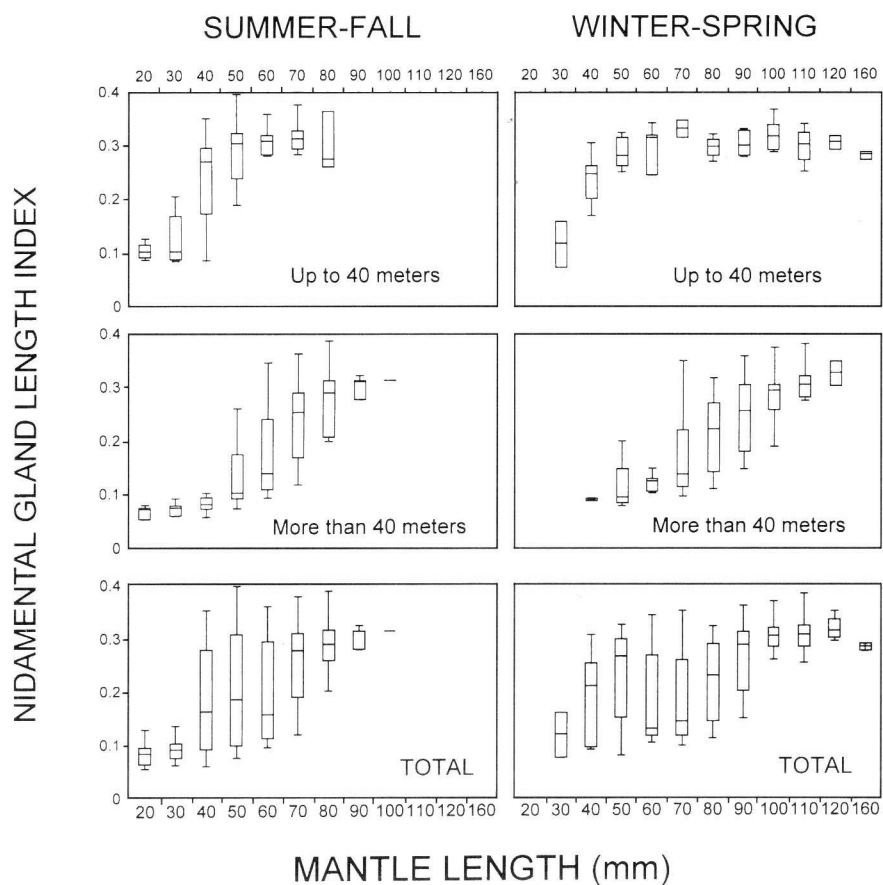 SUMMER-FALL WINTER-SPRING
20 30 40 50 60 70 80 90 100 110 120 160 20 30 40 50 60 70 80 90 100 110 120 160
NIDAMENTAL GLAND LENGTH INDEX
0.4
0.3
0.2
0.1
0
Up to 40 meters
Up to 40 meters
0.4
0.3
0.2
0.1
0
More than 40 meters
More than 40 meters
0.4
0.3
0.2
0.1
0
TOTAL
TOTAL
20 30 40 50 60 70 80 90 100 110 120 160 20 30 40 50 60 70 80 90 100 110 120 160
MANTLE LENGTH (mm)